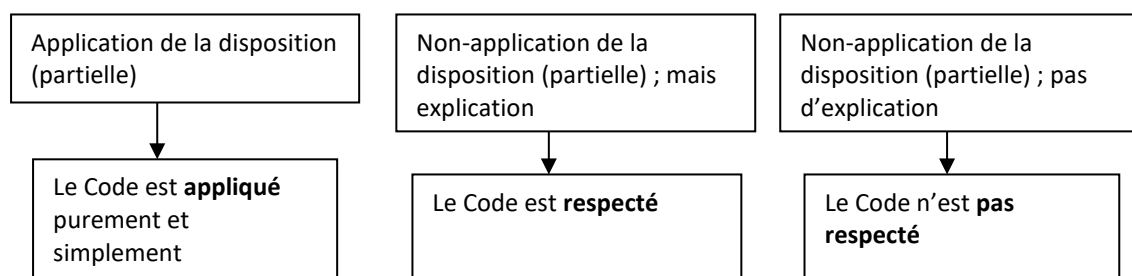 Application de la disposition
(partielle)
Non-application de la
disposition (partielle) ; mais
explication
Non-application de la
disposition (partielle) ; pas
d’explication
Le Code est appliqué
purement et
simplement
Le Code est respecté
Le Code n’est pas
respecté